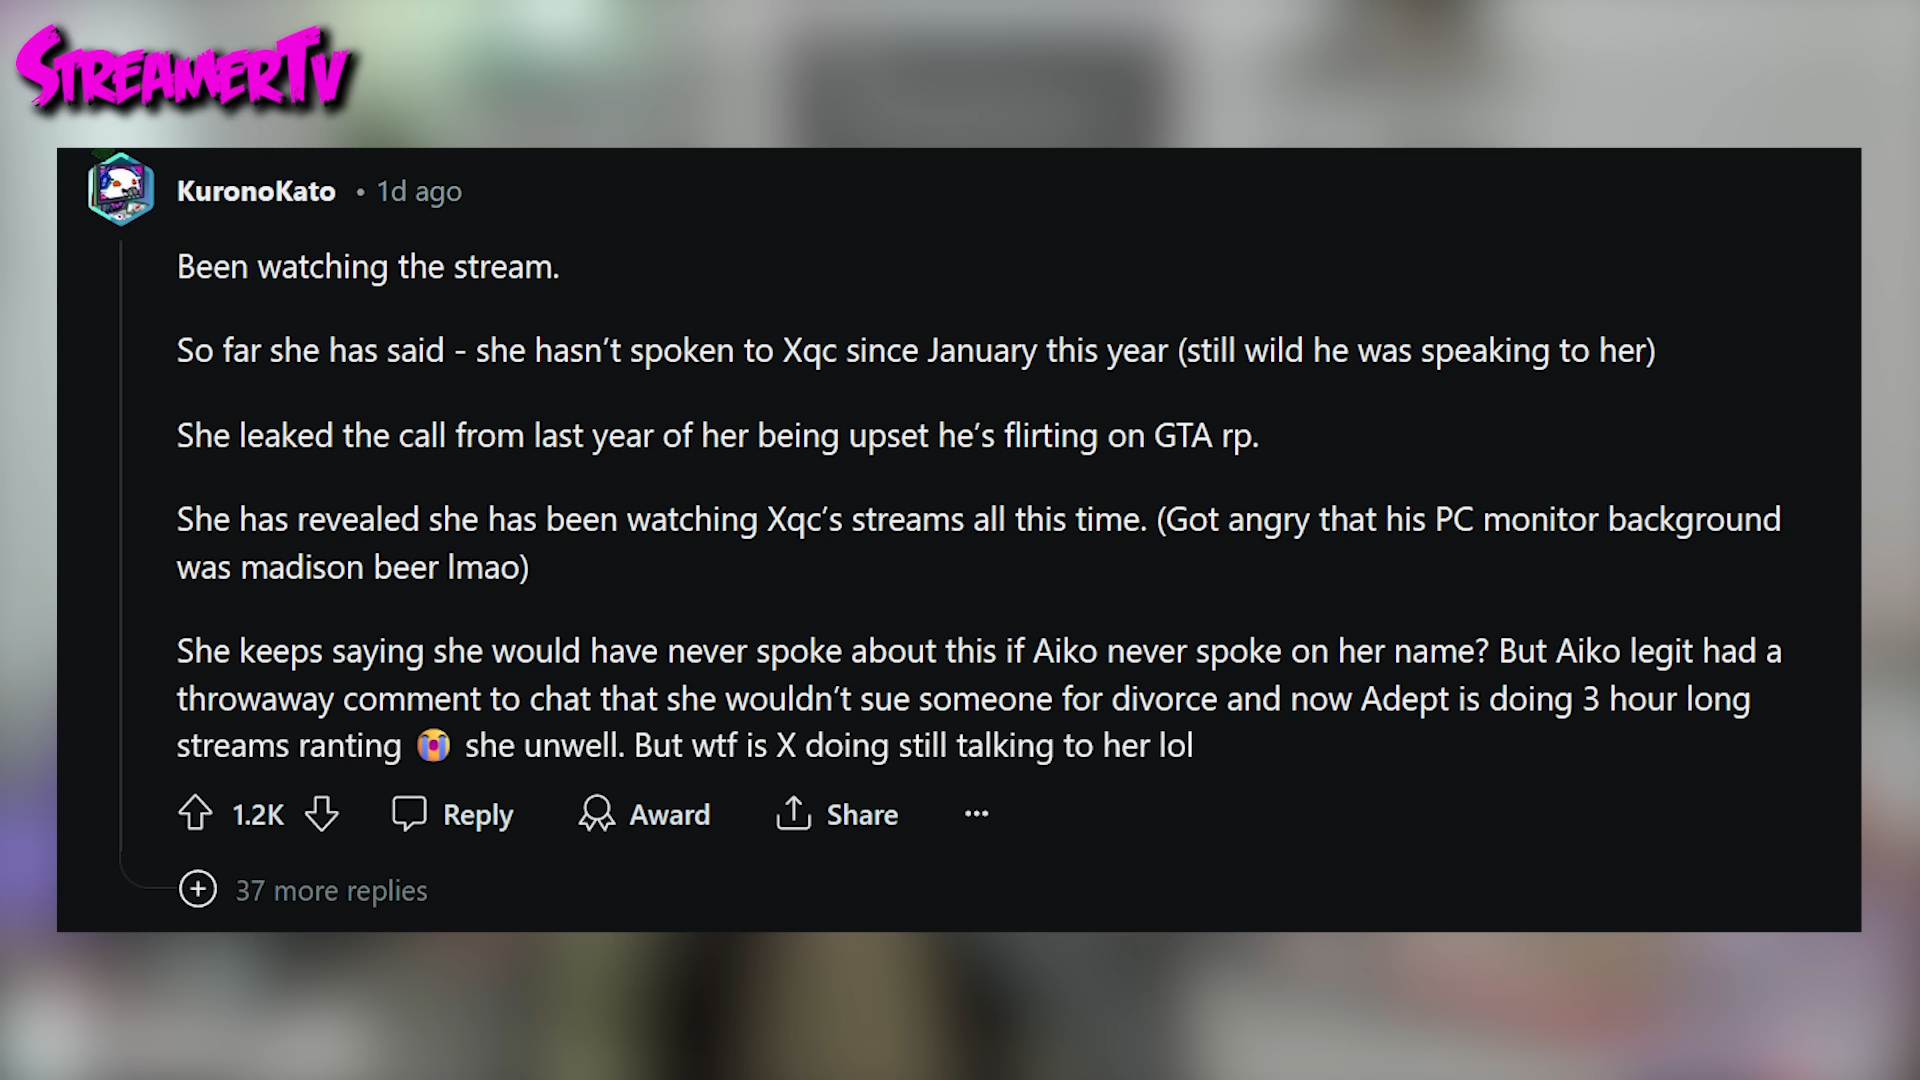 STREAMERTV
KuronoKato • 1d ago
Been watching the stream.
So far she has said - she hasn’t spoken to Xqc since January this year (still wild he was speaking to her)
She leaked the call from last year of her being upset he’s flirting on GTA rp.
She has revealed she has been watching Xqc’s streams all this time. (Got angry that his PC monitor background
was madison beer lmao)
She keeps saying she would have never spoke about this if Aiko never spoke on her name? But Aiko legit had a
throwaway comment to chat that she wouldn’t sue someone for divorce and now Adept is doing 3 hour long
streams ranting 😭 she unwell. But wtf is X doing still talking to her lol
1.2K Reply Award Share ...
37 more replies